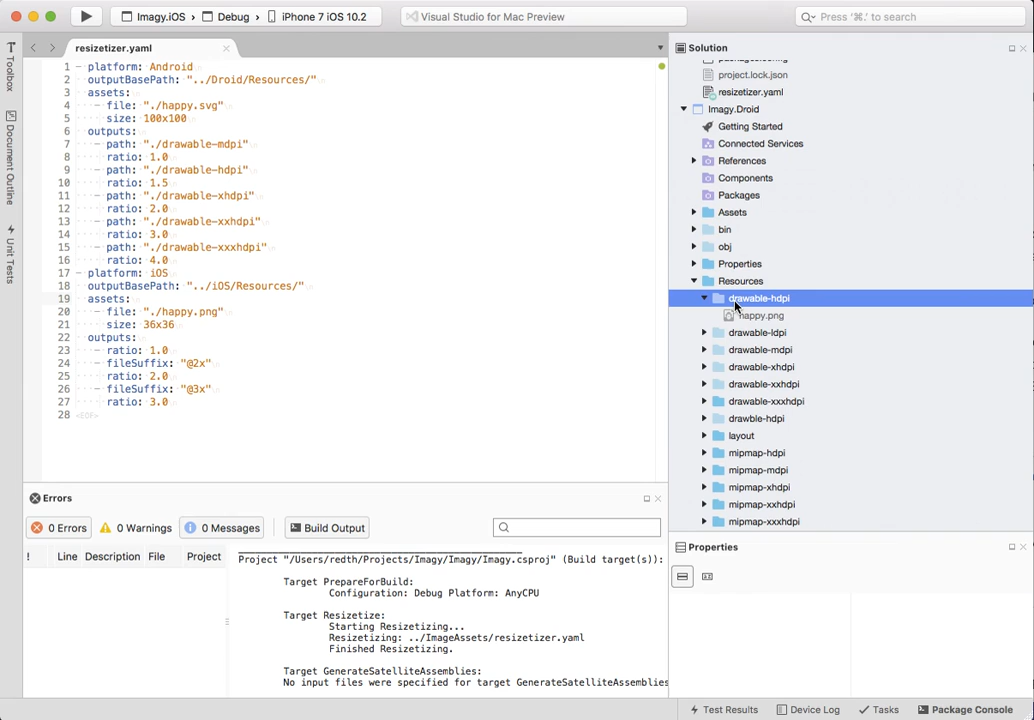 Imagy.iOS › Debug › iPhone 7 iOS 10.2
Visual Studio for Mac Preview
Press '⌘.' to search
Toolbox
Document Outline
Unit Tests
resizetizer.yaml
1 - platform: Android
2 outputBasePath: "../Droid/Resources/"
3 assets:
4 - file: "./happy.svg"
5 size: 100x100
6 outputs:
7 - path: "./drawable-mdpi"
8 ratio: 1.0
9 - path: "./drawable-hdpi"
10 ratio: 1.5
11 - path: "./drawable-xhdpi"
12 ratio: 2.0
13 - path: "./drawable-xxhdpi"
14 ratio: 3.0
15 - path: "./drawable-xxxhdpi"
16 ratio: 4.0
17 - platform: iOS
18 outputBasePath: "../iOS/Resources/"
19 assets:
20 - file: "./happy.png"
21 size: 36x36
22 outputs:
23 - ratio: 1.0
24 - fileSuffix: "@2x"
25 ratio: 2.0
26 - fileSuffix: "@3x"
27 ratio: 3.0
28 <EOF>
Solution
project.lock.json
resizetizer.yaml
Imagy.Droid
Getting Started
Connected Services
References
Components
Packages
Assets
bin
obj
Properties
Resources
drawable-hdpi
happy.png
drawable-ldpi
drawable-mdpi
drawable-xhdpi
drawable-xxhdpi
drawable-xxxhdpi
drawble-hdpi
layout
mipmap-hdpi
mipmap-mdpi
mipmap-xhdpi
mipmap-xxhdpi
mipmap-xxxhdpi
Errors
0 Errors 0 Warnings 0 Messages Build Output
! Line Description File Project
Project "/Users/redth/Projects/Imagy/Imagy/Imagy.csproj" (Build target(s)):
Target PrepareForBuild:
Configuration: Debug Platform: AnyCPU
Target Resizetize:
Starting Resizetizing...
Resizetizing: ../ImageAssets/resizetizer.yaml
Finished Resizetizing.
Target GenerateSatelliteAssemblies:
No input files were specified for target GenerateSatelliteAssemblies
Properties
Test Results Device Log Tasks Package Console